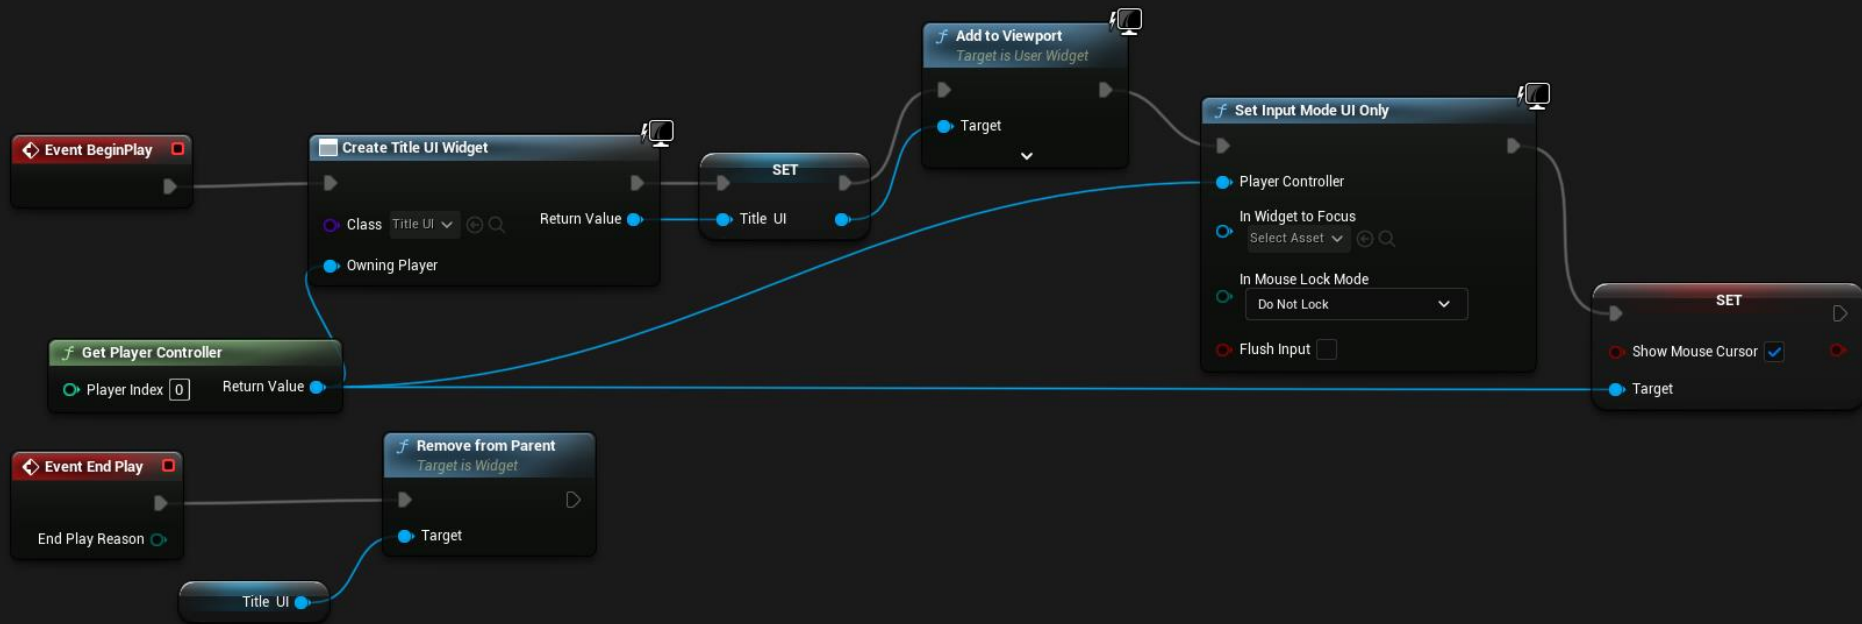 Event BeginPlay
Create Title UI Widget
Class Title UI
Return Value
Owning Player
SET
Title UI
f Add to Viewport
Target is User Widget
Target
f Set Input Mode UI Only
Player Controller
In Widget to Focus
Select Asset
In Mouse Lock Mode
Do Not Lock
Flush Input
SET
Show Mouse Cursor
Target
f Get Player Controller
Player Index 0
Return Value
Event End Play
End Play Reason
f Remove from Parent
Target is Widget
Target
Title UI